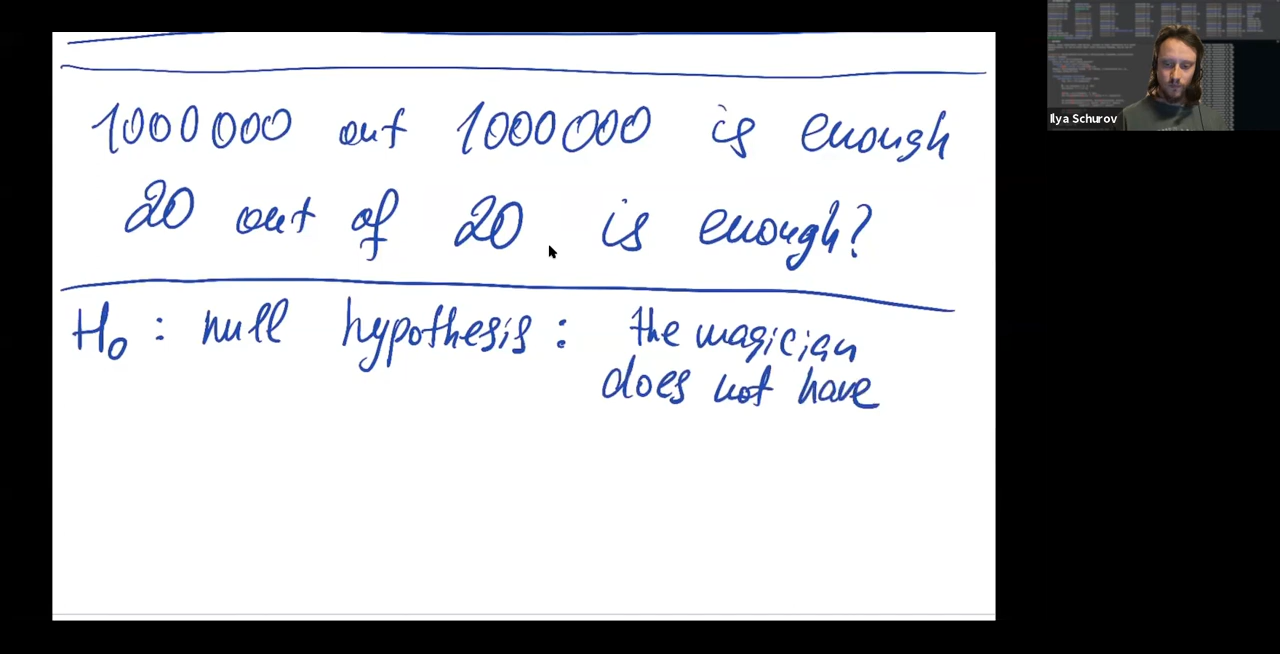 1000000 out 1000000 is enough
20 out of 20 is enough?
H₀ : null hypothesis : the magician
does not have
Ilya Schurov